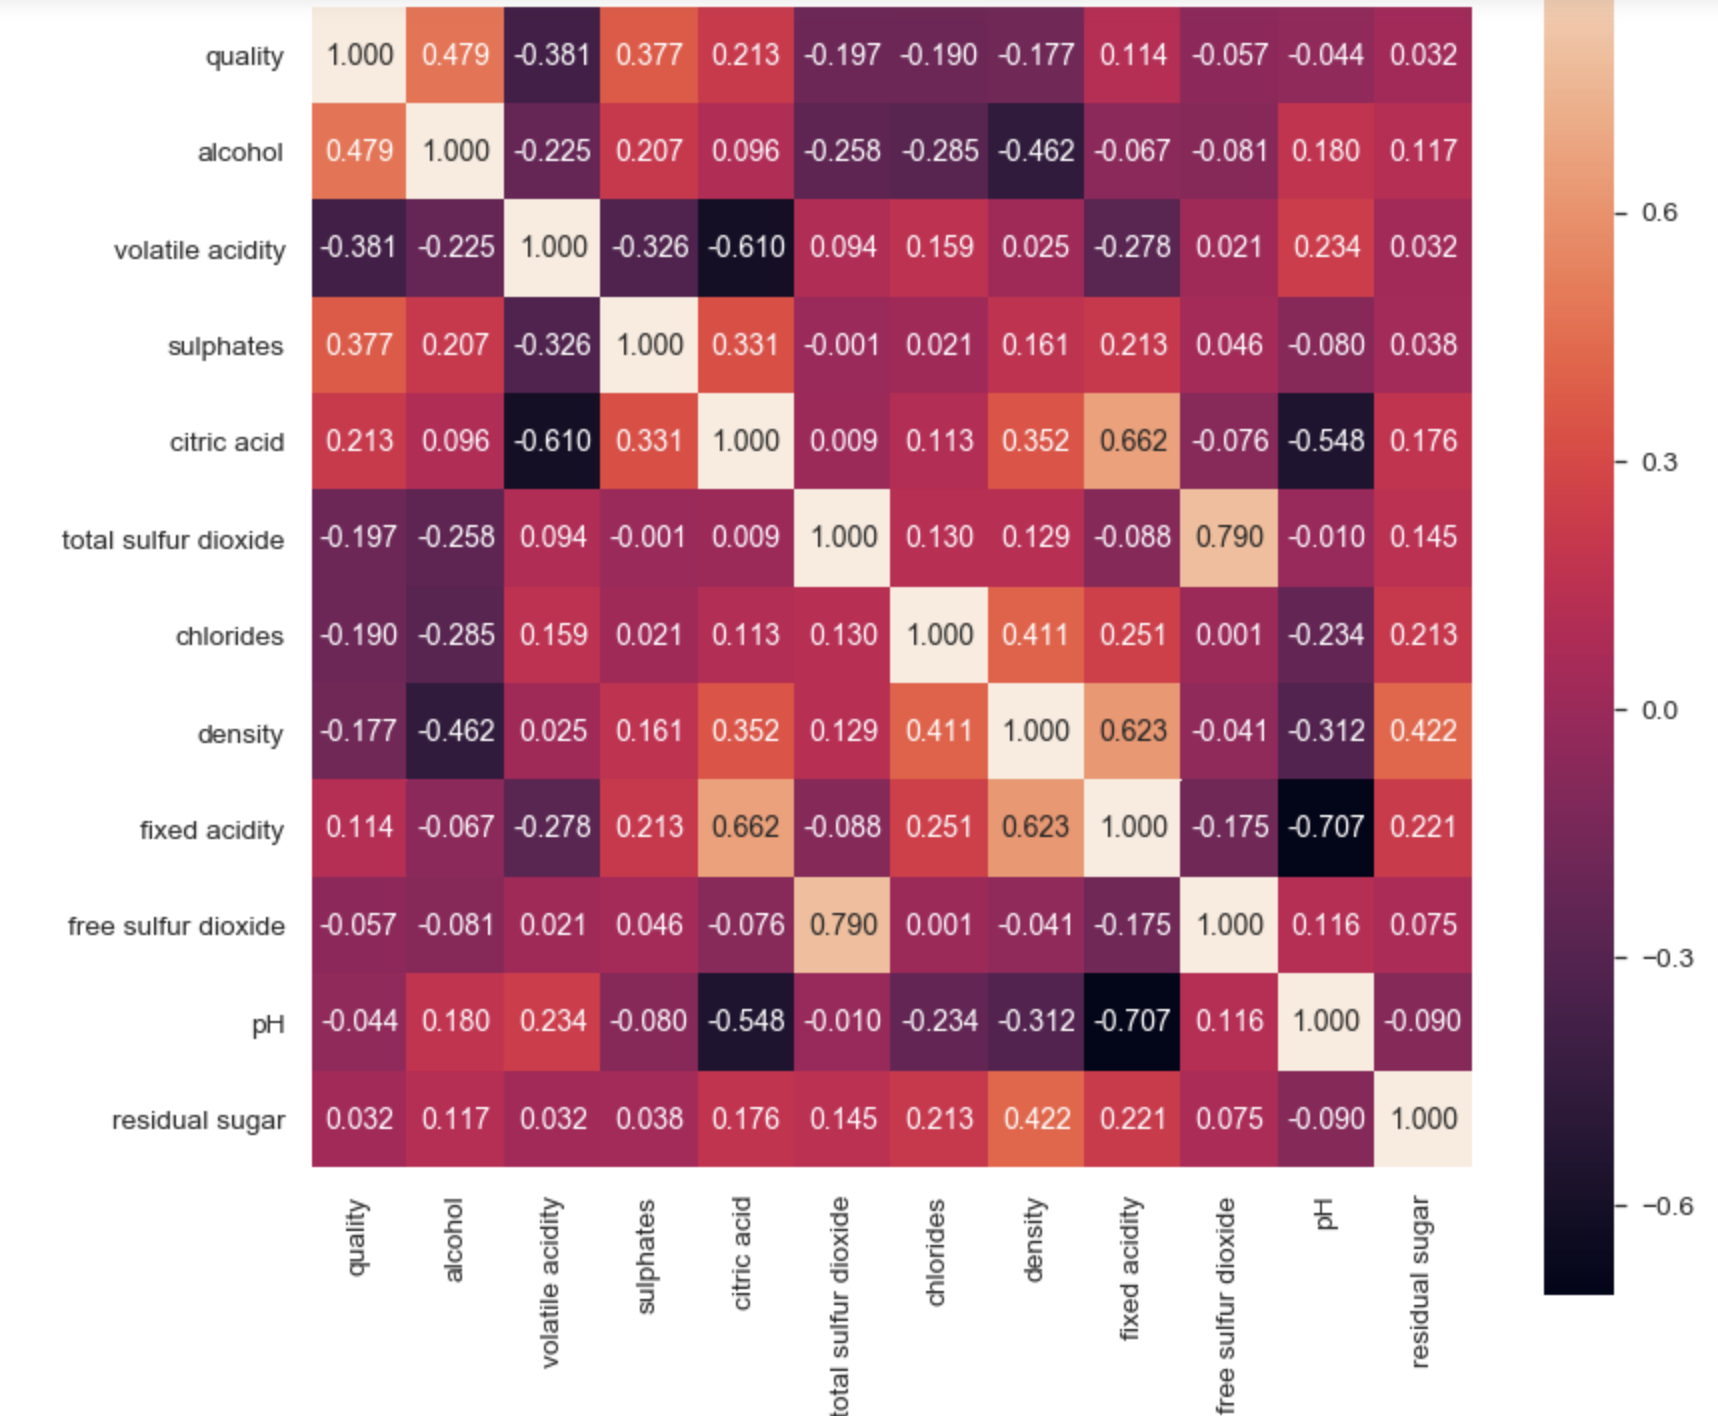 quality 1.000 0.479 -0.381 0.377 0.213 -0.197 -0.190 -0.177 0.114 -0.057 -0.044 0.032
alcohol 0.479 1.000 -0.225 0.207 0.096 -0.258 -0.285 -0.462 -0.067 -0.081 0.180 0.117
0.6
volatile acidity -0.381 -0.225 1.000 -0.326 -0.610 0.094 0.159 0.025 -0.278 0.021 0.234 0.032
sulphates 0.377 0.207 -0.326 1.000 0.331 -0.001 0.021 0.161 0.213 0.046 -0.080 0.038
citric acid 0.213 0.096 -0.610 0.331 1.000 0.009 0.113 0.352 0.662 -0.076 -0.548 0.176
0.3
total sulfur dioxide -0.197 -0.258 0.094 -0.001 0.009 1.000 0.130 0.129 -0.088 0.790 -0.010 0.145
chlorides -0.190 -0.285 0.159 0.021 0.113 0.130 1.000 0.411 0.251 0.001 -0.234 0.213
0.0
density -0.177 -0.462 0.025 0.161 0.352 0.129 0.411 1.000 0.623 -0.041 -0.312 0.422
fixed acidity 0.114 -0.067 -0.278 0.213 0.662 -0.088 0.251 0.623 1.000 -0.175 -0.707 0.221
free sulfur dioxide -0.057 -0.081 0.021 0.046 -0.076 0.790 0.001 -0.041 -0.175 1.000 0.116 0.075
−0.3
pH -0.044 0.180 0.234 -0.080 -0.548 -0.010 -0.234 -0.312 -0.707 0.116 1.000 -0.090
residual sugar 0.032 0.117 0.032 0.038 0.176 0.145 0.213 0.422 0.221 0.075 -0.090 1.000
−0.6
quality
alcohol
volatile acidity
sulphates
citric acid
total sulfur dioxide
chlorides
density
fixed acidity
free sulfur dioxide
pH
residual sugar